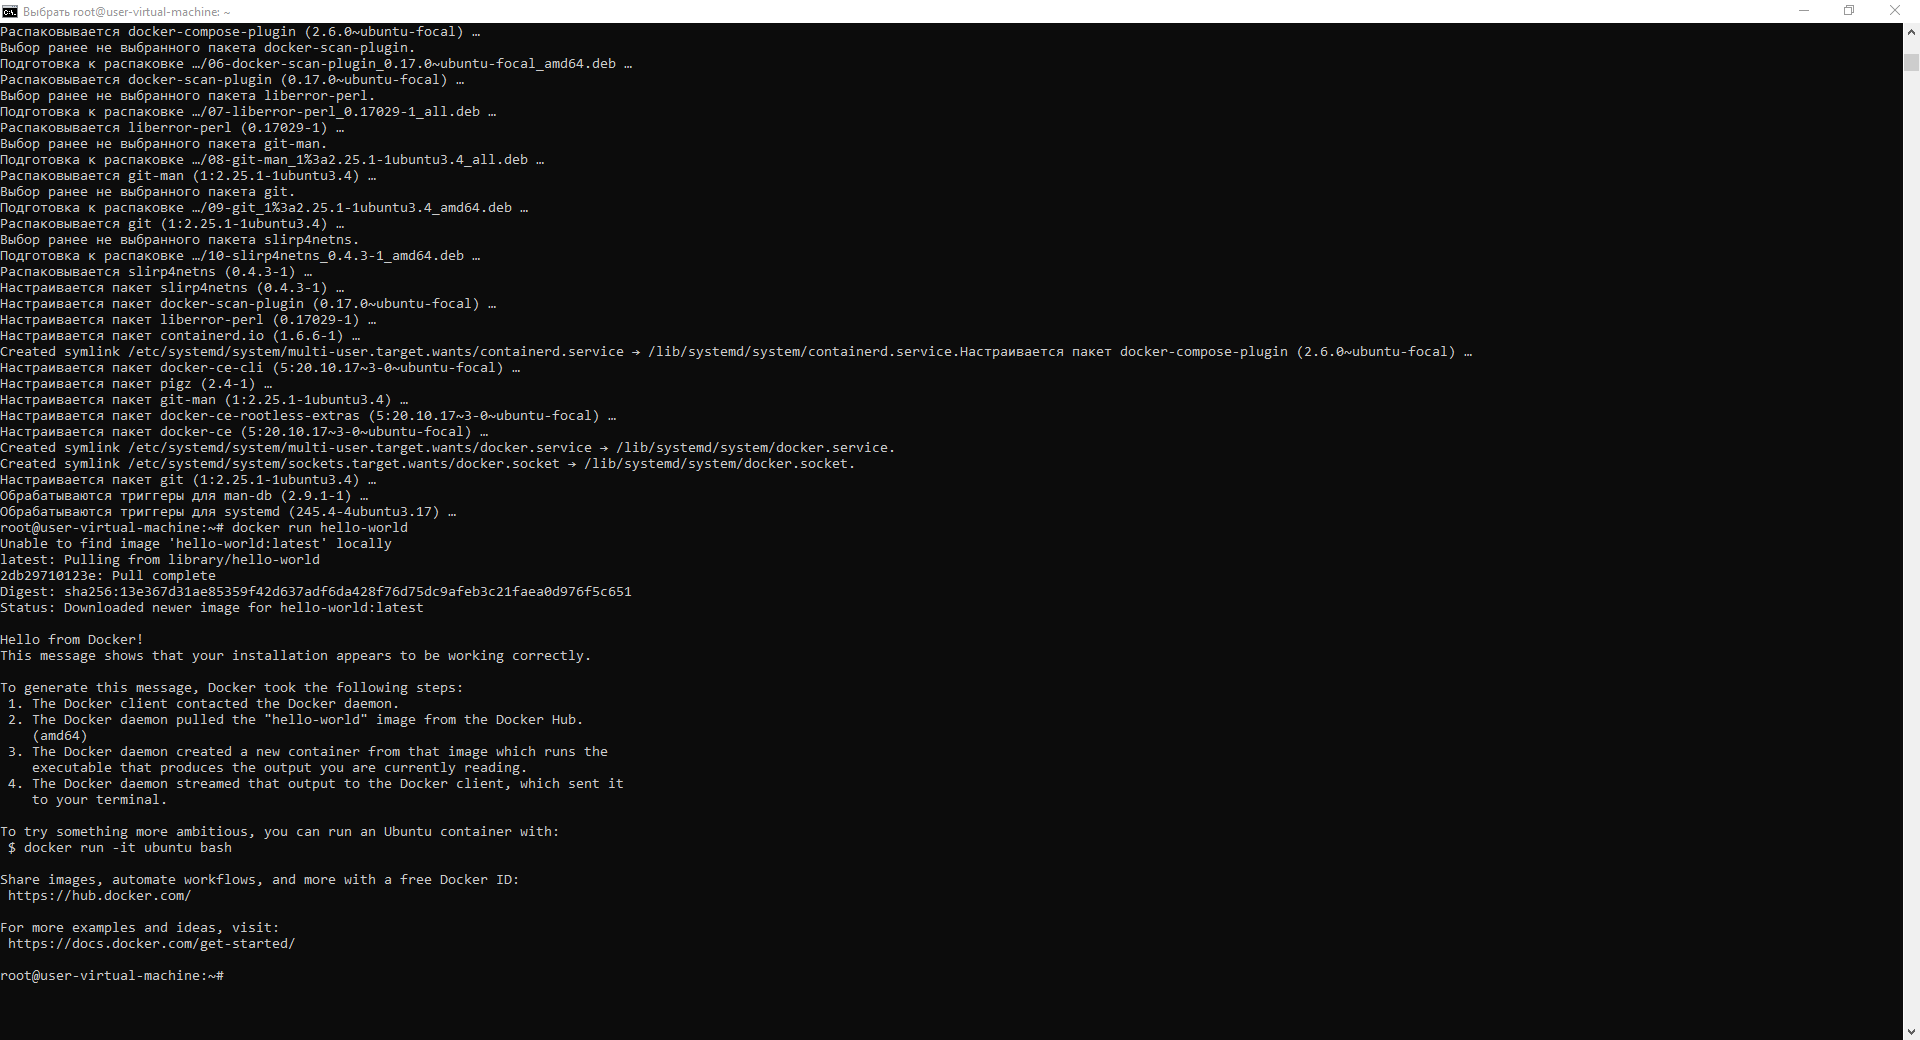 Выбрать root@user-virtual-machine: ~
Распаковывается docker-compose-plugin (2.6.0~ubuntu-focal) …
Выбор ранее не выбранного пакета docker-scan-plugin.
Подготовка к распаковке …/06-docker-scan-plugin_0.17.0~ubuntu-focal_amd64.deb …
Распаковывается docker-scan-plugin (0.17.0~ubuntu-focal) …
Выбор ранее не выбранного пакета liberror-perl.
Подготовка к распаковке …/07-liberror-perl_0.17029-1_all.deb …
Распаковывается liberror-perl (0.17029-1) …
Выбор ранее не выбранного пакета git-man.
Подготовка к распаковке …/08-git-man_1%3a2.25.1-1ubuntu3.4_all.deb …
Распаковывается git-man (1:2.25.1-1ubuntu3.4) …
Выбор ранее не выбранного пакета git.
Подготовка к распаковке …/09-git_1%3a2.25.1-1ubuntu3.4_amd64.deb …
Распаковывается git (1:2.25.1-1ubuntu3.4) …
Выбор ранее не выбранного пакета slirp4netns.
Подготовка к распаковке …/10-slirp4netns_0.4.3-1_amd64.deb …
Распаковывается slirp4netns (0.4.3-1) …
Настраивается пакет slirp4netns (0.4.3-1) …
Настраивается пакет docker-scan-plugin (0.17.0~ubuntu-focal) …
Настраивается пакет liberror-perl (0.17029-1) …
Настраивается пакет containerd.io (1.6.6-1) …
Created symlink /etc/systemd/system/multi-user.target.wants/containerd.service → /lib/systemd/system/containerd.service.Настраивается пакет docker-compose-plugin (2.6.0~ubuntu-focal) …
Настраивается пакет docker-ce-cli (5:20.10.17~3-0~ubuntu-focal) …
Настраивается пакет pigz (2.4-1) …
Настраивается пакет git-man (1:2.25.1-1ubuntu3.4) …
Настраивается пакет docker-ce-rootless-extras (5:20.10.17~3-0~ubuntu-focal) …
Настраивается пакет docker-ce (5:20.10.17~3-0~ubuntu-focal) …
Created symlink /etc/systemd/system/multi-user.target.wants/docker.service → /lib/systemd/system/docker.service.
Created symlink /etc/systemd/system/sockets.target.wants/docker.socket → /lib/systemd/system/docker.socket.
Настраивается пакет git (1:2.25.1-1ubuntu3.4) …
Обрабатываются триггеры для man-db (2.9.1-1) …
Обрабатываются триггеры для systemd (245.4-4ubuntu3.17) …
root@user-virtual-machine:~# docker run hello-world
Unable to find image 'hello-world:latest' locally
latest: Pulling from library/hello-world
2db29710123e: Pull complete
Digest: sha256:13e367d31ae85359f42d637adf6da428f76d75dc9afeb3c21faea0d976f5c651
Status: Downloaded newer image for hello-world:latest

Hello from Docker!
This message shows that your installation appears to be working correctly.

To generate this message, Docker took the following steps:
 1. The Docker client contacted the Docker daemon.
 2. The Docker daemon pulled the "hello-world" image from the Docker Hub.
    (amd64)
 3. The Docker daemon created a new container from that image which runs the
    executable that produces the output you are currently reading.
 4. The Docker daemon streamed that output to the Docker client, which sent it
    to your terminal.

To try something more ambitious, you can run an Ubuntu container with:
 $ docker run -it ubuntu bash

Share images, automate workflows, and more with a free Docker ID:
 https://hub.docker.com/

For more examples and ideas, visit:
 https://docs.docker.com/get-started/

root@user-virtual-machine:~#